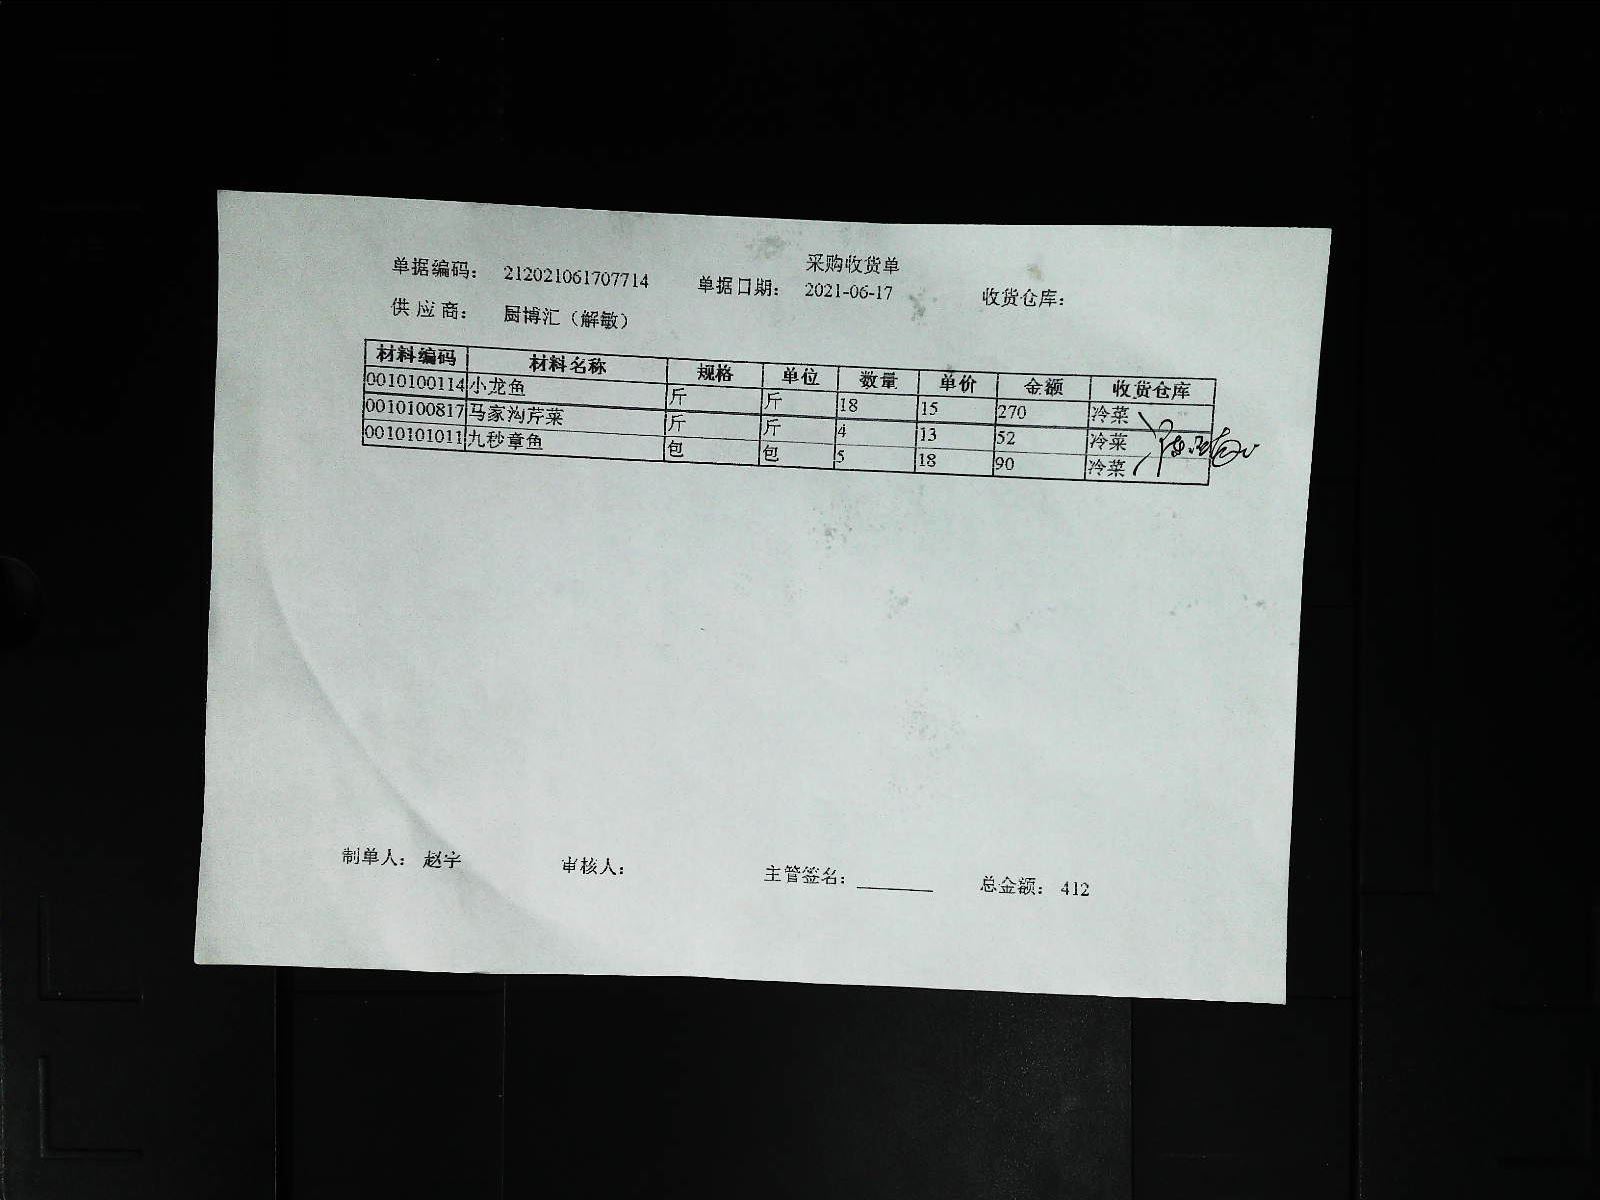 采购收货单
单据编码： 212021061707714 单据日期： 2021-06-17 收货仓库：
供 应 商： 厨博汇（解敏）
材料编码 材料名称 规格 单位 数量 单价 金额 收货仓库
0010100114 小龙鱼 斤 斤 18 15 270 冷菜
0010100817 马家沟芹菜 斤 斤 4 13 52 冷菜
0010101011 九秒章鱼 包 包 5 18 90 冷菜
制单人： 赵宇 审核人： 主管签名： 总金额： 412